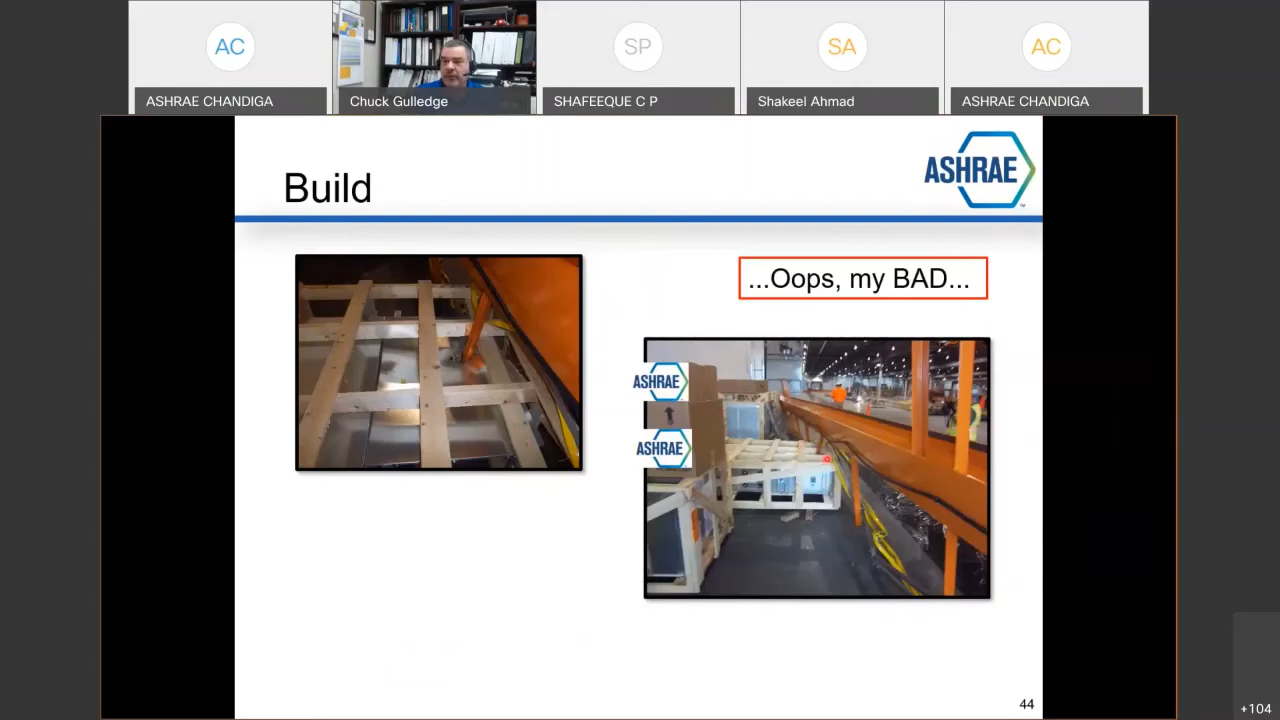 AC
SP
SA
AC
ASHRAE CHANDIGA
Chuck Gulledge
SHAFEEQUE C P
Shakeel Ahmad
ASHRAE CHANDIGA
ASHRAE
TM
Build
...Oops, my BAD...
ASHRAE
ASHRAE
44
+104